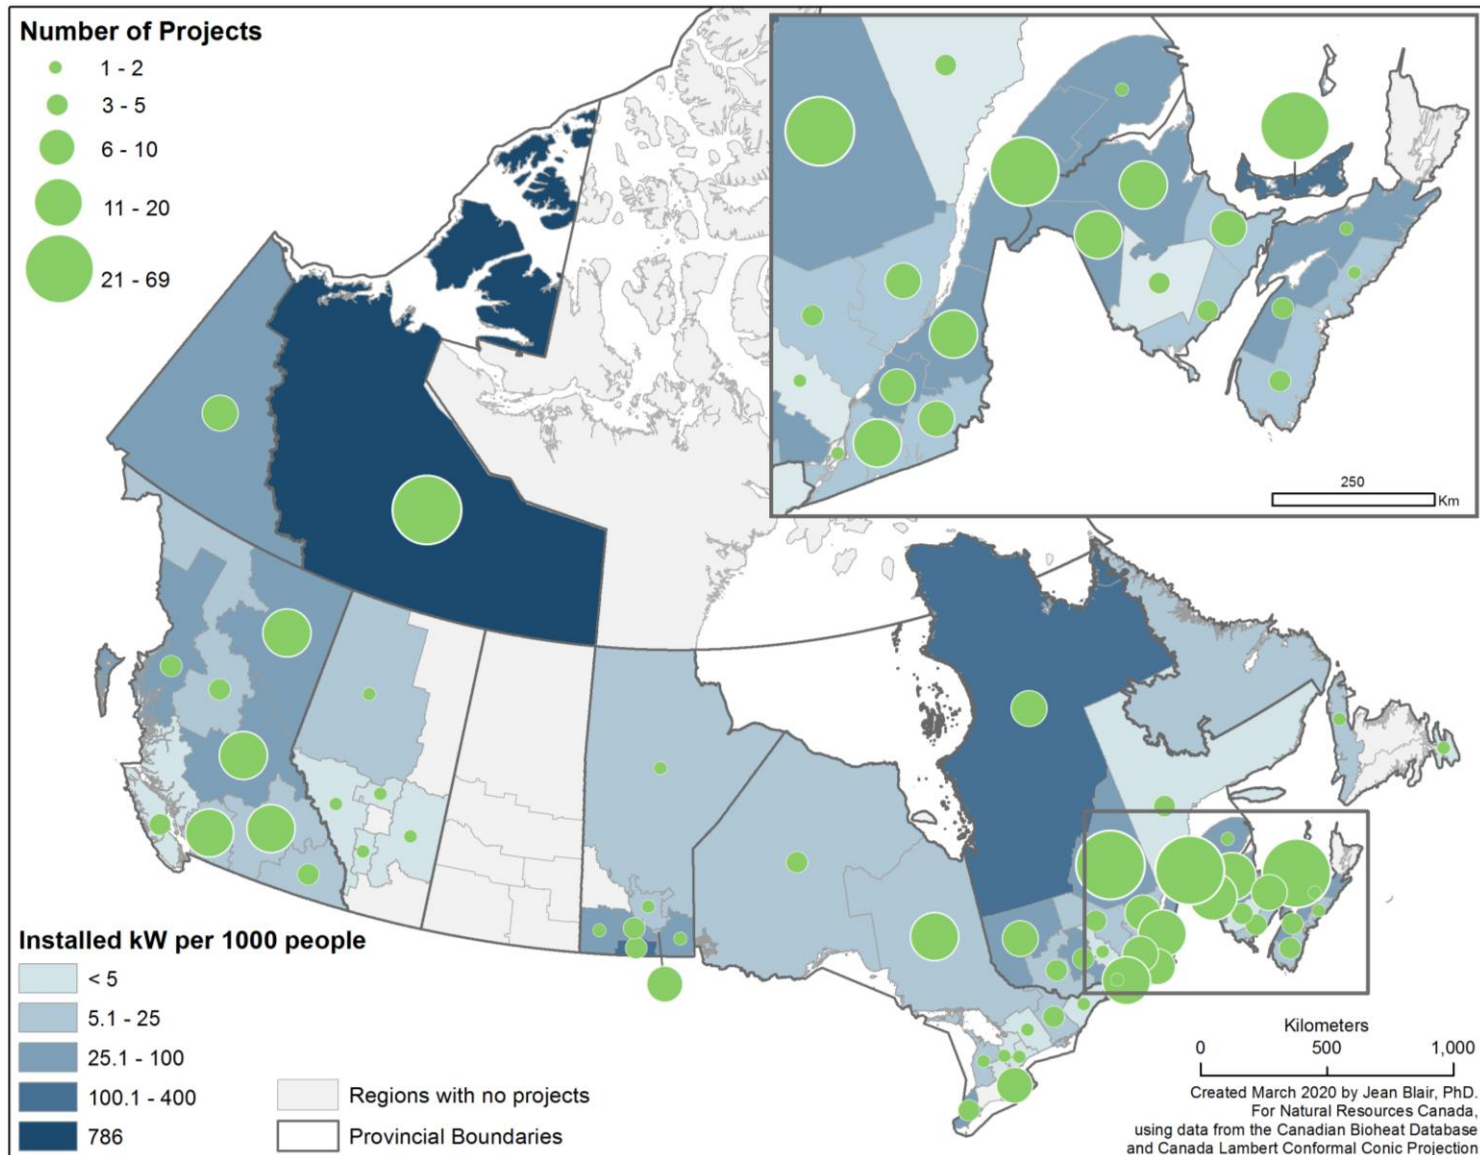 Number of Projects
1 - 2
3 - 5
6 - 10
11 - 20
21 - 69
250
Km
Installed kW per 1000 people
< 5
5.1 - 25
25.1 - 100
100.1 - 400
786
Regions with no projects
Provincial Boundaries
Kilometers
0 500 1,000
Created March 2020 by Jean Blair, PhD.
For Natural Resources Canada,
using data from the Canadian Bioheat Database
and Canada Lambert Conformal Conic Projection